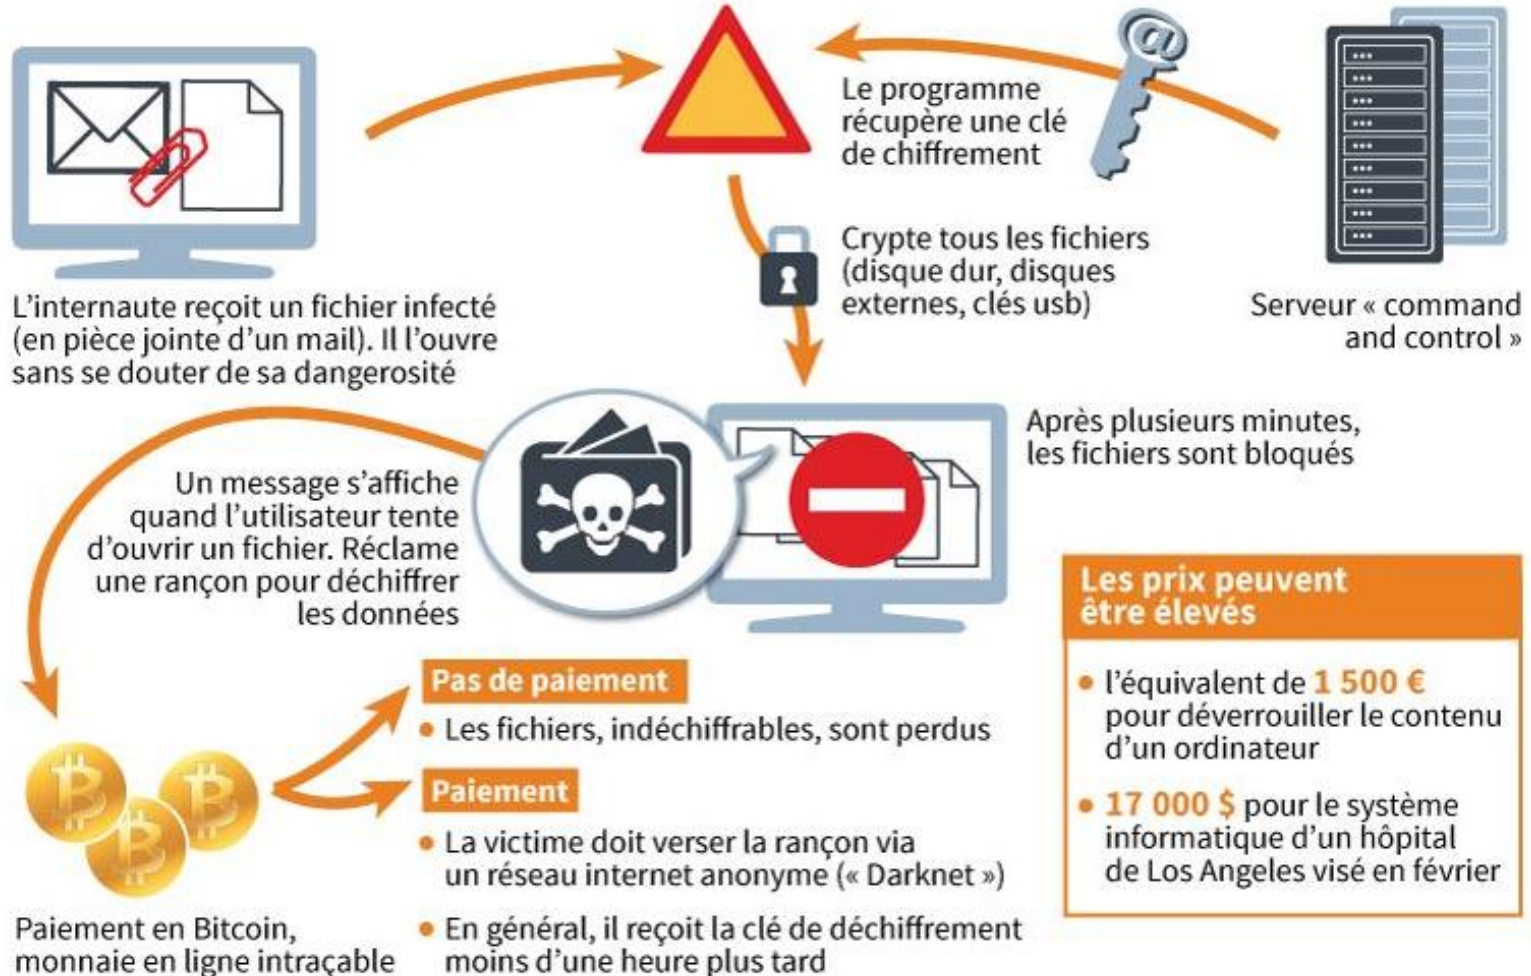 Le programme
récupère une clé
de chiffrement
@
Crypte tous les fichiers
(disque dur, disques
externes, clés usb)
Serveur « command
and control »
L'internaute reçoit un fichier infecté
(en pièce jointe d'un mail). Il l'ouvre
sans se douter de sa dangerosité
Après plusieurs minutes,
les fichiers sont bloqués
Un message s'affiche
quand l'utilisateur tente
d'ouvrir un fichier. Réclame
une rançon pour déchiffrer
les données
Les prix peuvent
être élevés
• l'équivalent de 1 500 €
pour déverrouiller le contenu
d'un ordinateur
• 17 000 $ pour le système
informatique d'un hôpital
de Los Angeles visé en février
Pas de paiement
• Les fichiers, indéchiffrables, sont perdus
Paiement
• La victime doit verser la rançon via
un réseau internet anonyme (« Darknet »)
• En général, il reçoit la clé de déchiffrement
moins d'une heure plus tard
Paiement en Bitcoin,
monnaie en ligne intraçable